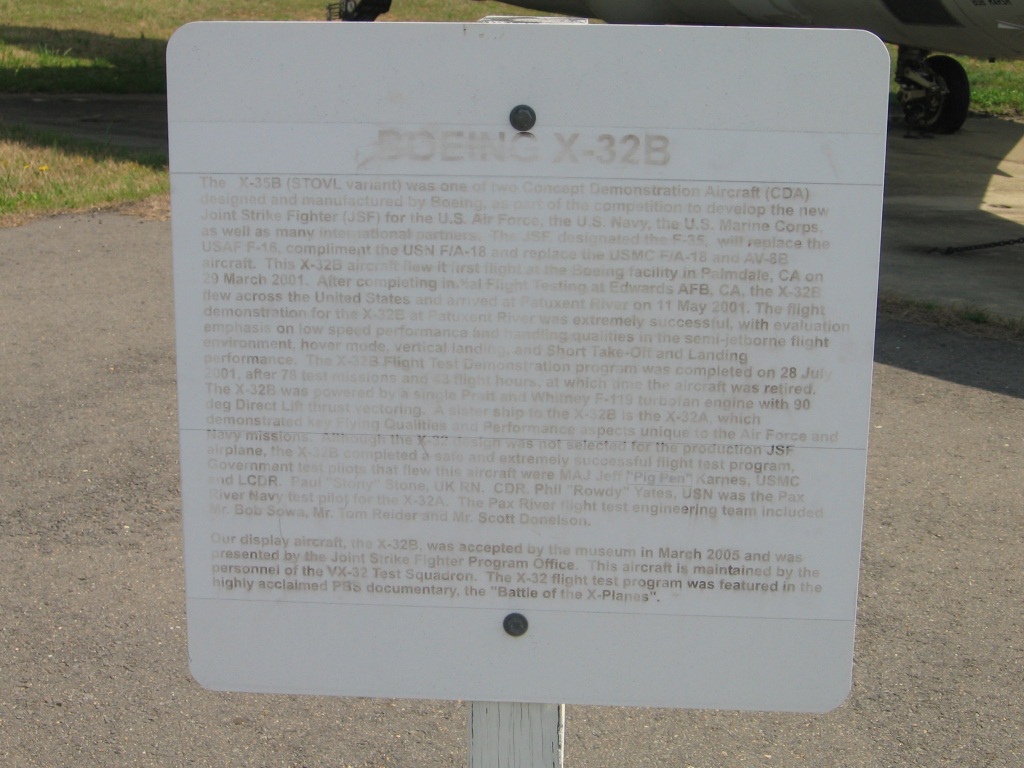 BOEING X-32B
The X-35B (STOVL variant) was one of two Concept Demonstration Aircraft (CDA)
designed and manufactured by Boeing, as part of tha competition to develop the new
Joint Strike Fighter (JSF) for the U.S. Air Force, the U.S. Navy, the U.S. Marine Corps,
as well as many international partners. The JSF, designated the F-35, will replace the
USAF F-16, compliment the USN F/A-18 and replace the USMC F/A-18 and AV-8B
aircraft. This X-32B aircraft flew it first flight at the Boeing facility in Palmdale, CA on
29 March 2001. After completing initial Flight Testing at Edwards AFB, CA, the X-32B
flew across the United States and arrived at Patuxent River on 11 May 2001. The flight
demonstration for the X-32B at Patuxent River was extremely successful, with evaluation
emphasis on low speed performance and handling qualities in the semi-jetborne flight
environment, hover mode, vertical landing, and Short Take-Off and Landing
performance. The X-32B Flight Test Demonstration program was completed on 28 July
2001, after 78 test missions and 43 flight hours, at which time the aircraft was retired.
The X-32B was powered by a single Pratt and Whitney F-119 turbofan engine with 90
deg Direct Lift thrust vectoring. A sister ship to the X-32B is the X-32A, which
demonstrated key Flying Qualities and Performance aspects unique to the Air Force and
Navy missions. Although the X-32 design was not selected for the production JSF
airplane, the X-32B completed a safe and extremely successful flight test program.
Government test pilots that flew this aircraft were MAJ Jeff "Pig Pen" Karnes, USMC
and LCDR. Paul "Stony" Stone, UK RN. CDR. Phil "Rowdy" Yates, USN was the Pax
River Navy test pilot for the X-32A. The Pax River flight test engineering team included
Mr. Bob Sowa, Mr. Tom Reider and Mr. Scott Donelson.
Our display aircraft, the X-32B, was accepted by the museum in March 2005 and was
presented by the Joint Strike Fighter Program Office. This aircraft is maintained by the
personnel of the VX-32 Test Squadron. The X-32 flight test program was featured in the
highly acclaimed PBS documentary, the "Battle of the X-Planes".